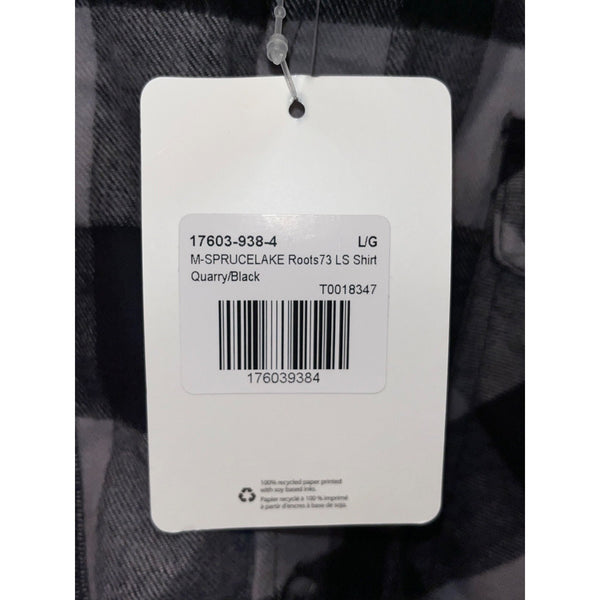 17603-938-4 L/G
M-SPRUCELAKE Roots73 LS Shirt
Quarry/Black
T0018347
176039384
100% recycled paper printed
with soy based inks.
Papier recyclé à 100 % imprimé
à partir d'encres à base de soja.